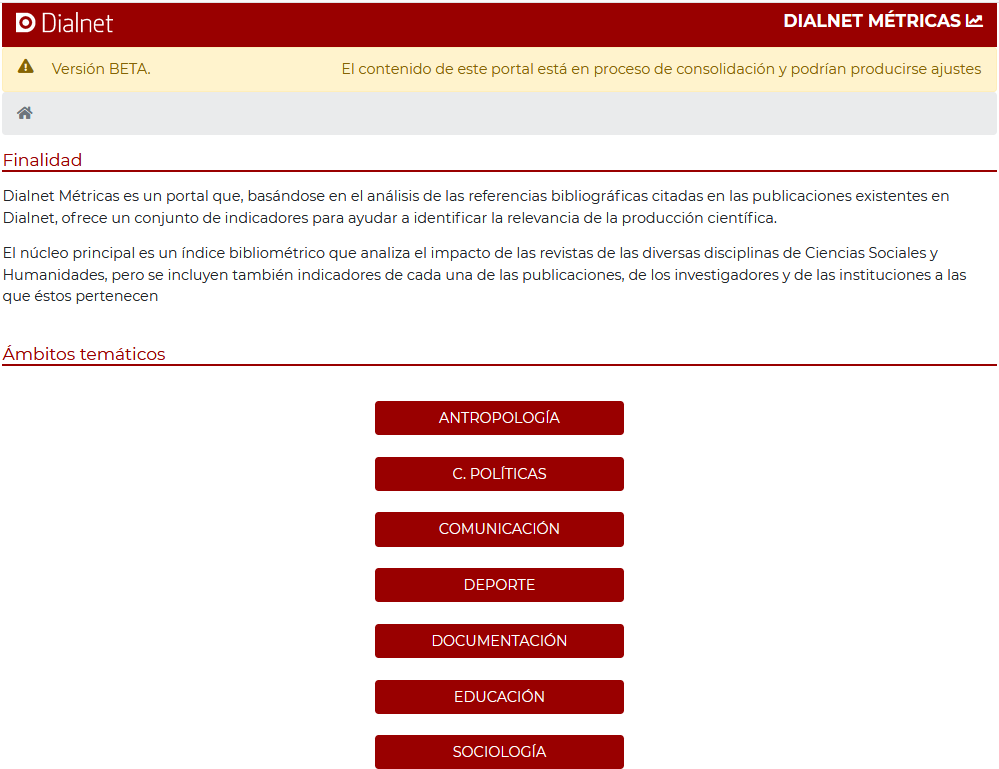 Dialnet
DIALNET MÉTRICAS
Versión BETA.
El contenido de este portal está en proceso de consolidación y podrían producirse ajustes
Finalidad
Dialnet Métricas es un portal que, basándose en el análisis de las referencias bibliográficas citadas en las publicaciones existentes en
Dialnet, ofrece un conjunto de indicadores para ayudar a identificar la relevancia de la producción científica.
El núcleo principal es un índice bibliométrico que analiza el impacto de las revistas de las diversas disciplinas de Ciencias Sociales y
Humanidades, pero se incluyen también indicadores de cada una de las publicaciones, de los investigadores y de las instituciones a las
que éstos pertenecen
Ámbitos temáticos
ANTROPOLOGÍA
C. POLÍTICAS
COMUNICACIÓN
DEPORTE
DOCUMENTACIÓN
EDUCACIÓN
SOCIOLOGÍA